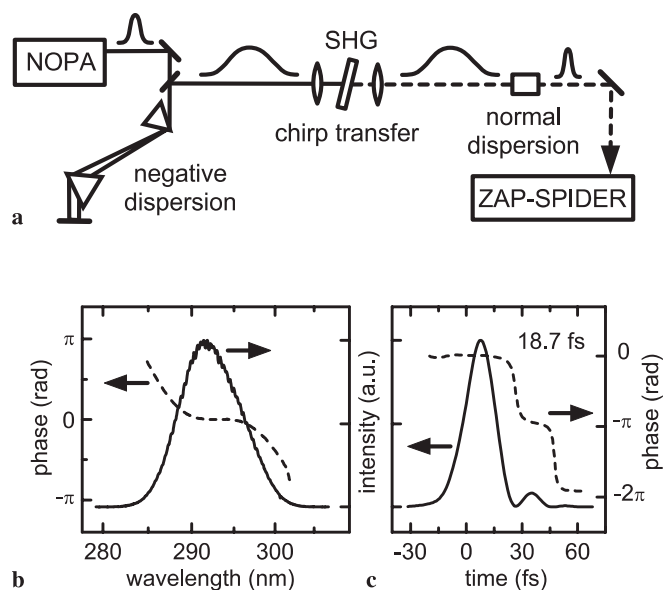 a
NOPA
SHG
chirp transfer
negative
dispersion
normal
dispersion
ZAP-SPIDER
b
phase (rad)
π
0
-π
280 290 300
wavelength (nm)
c
18.7 fs
intensity (a.u.)
phase (rad)
0
-π
-2π
-30 0 30 60
time (fs)